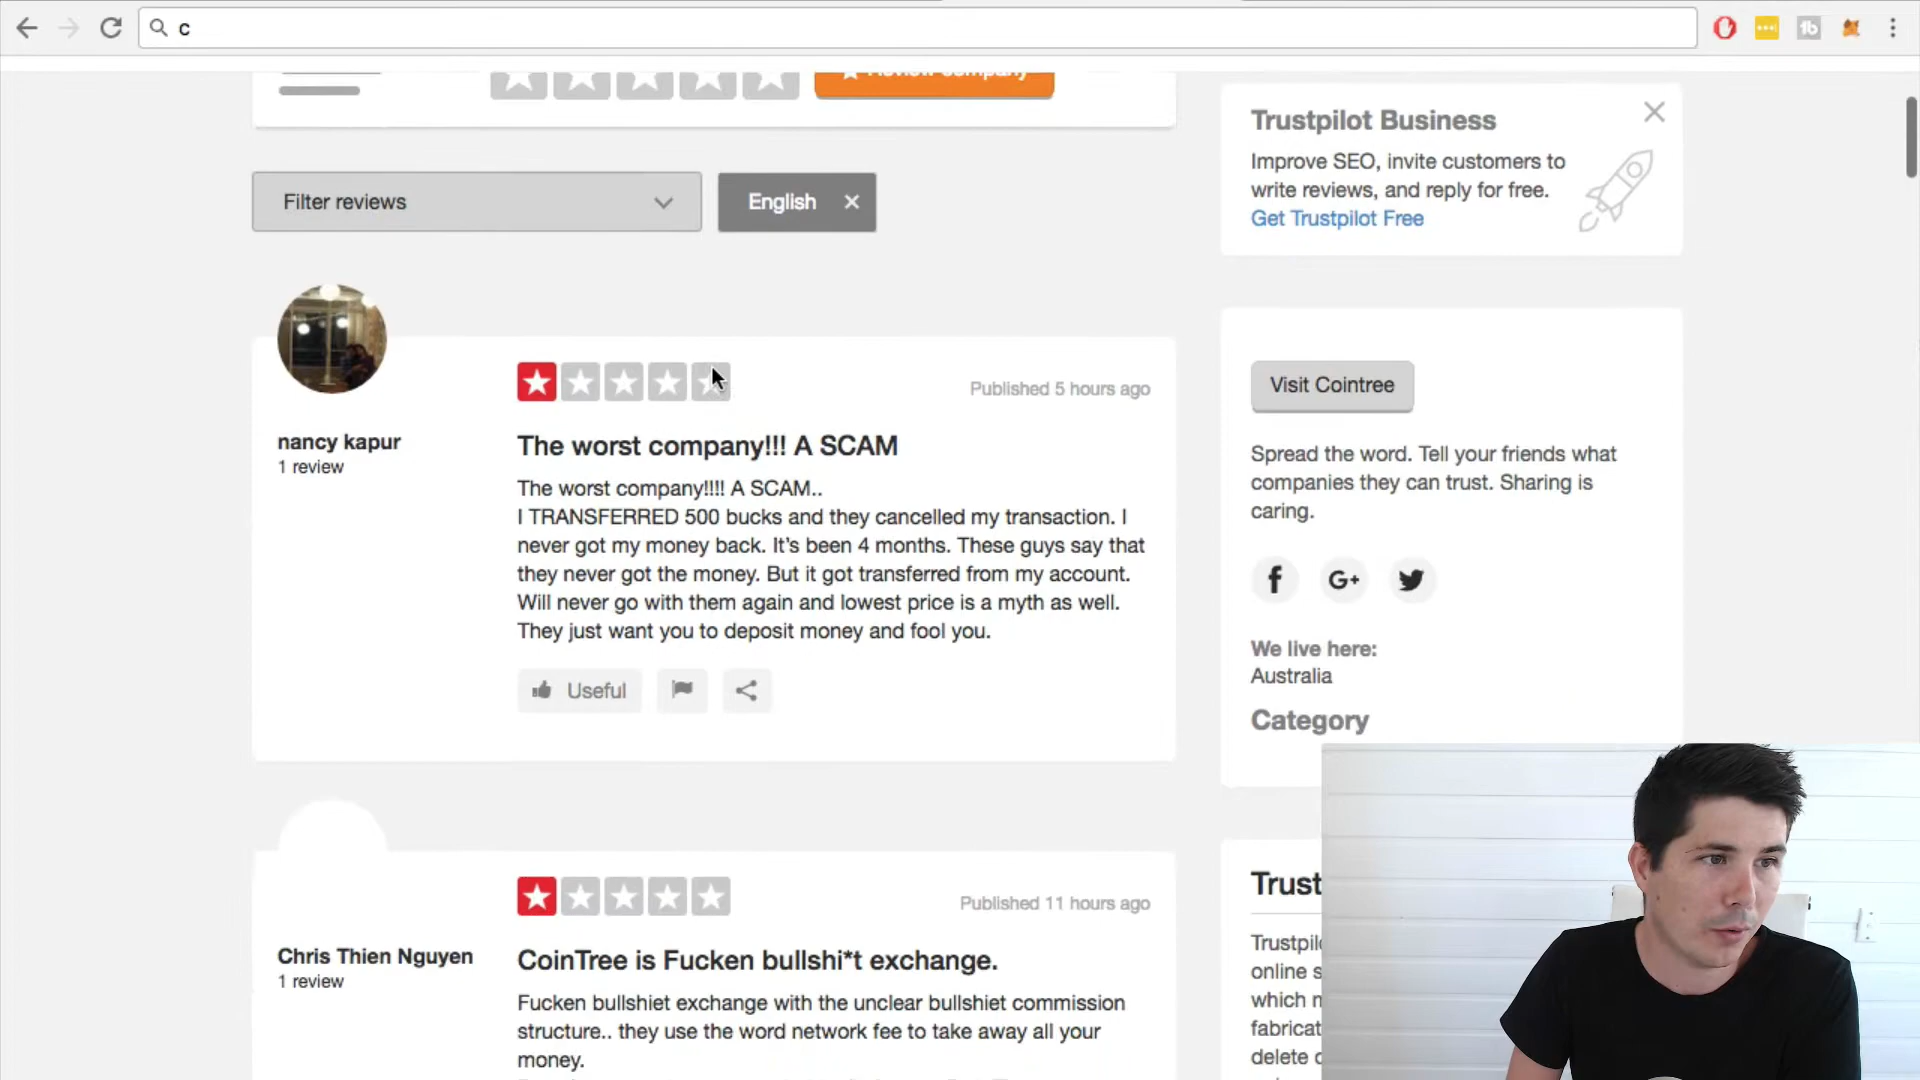 c
Review company
Trustpilot Business
Improve SEO, invite customers to
write reviews, and reply for free.
Get Trustpilot Free
Filter reviews
English
Published 5 hours ago
nancy kapur
1 review
The worst company!!! A SCAM
The worst company!!!! A SCAM..
I TRANSFERRED 500 bucks and they cancelled my transaction. I
never got my money back. It's been 4 months. These guys say that
they never got the money. But it got transferred from my account.
Will never go with them again and lowest price is a myth as well.
They just want you to deposit money and fool you.
Useful
Visit Cointree
Spread the word. Tell your friends what
companies they can trust. Sharing is
caring.
f G+
We live here:
Australia
Category
Published 11 hours ago
Chris Thien Nguyen
1 review
CoinTree is Fucken bullshi*t exchange.
Fucken bullshiet exchange with the unclear bullshiet commission
structure.. they use the word network fee to take away all your
money.
Trust
Trustpil
online s
which
fabricat
delete